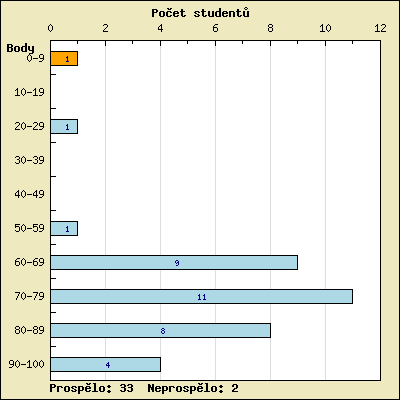 Počet studentů
0 2 4 6 8 10 12
Body
0-9 1
10-19
20-29 1
30-39
40-49
50-59 1
60-69 9
70-79 11
80-89 8
90-100 4
Prospělo: 33 Neprospělo: 2